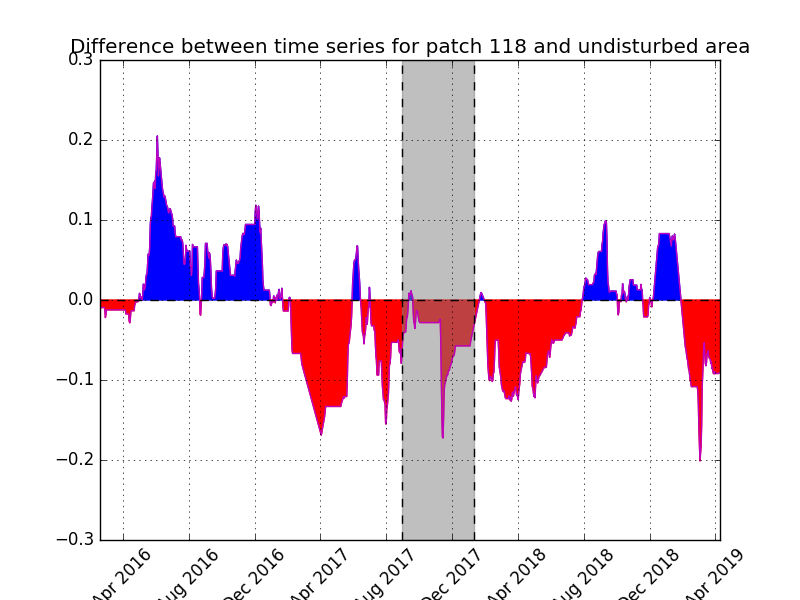 Difference between time series for patch 118 and undisturbed area
0.3
0.2
0.1
0.0
−0.1
−0.2
−0.3
Apr 2016
Aug 2016
Dec 2016
Apr 2017
Aug 2017
Dec 2017
Apr 2018
Aug 2018
Dec 2018
Apr 2019